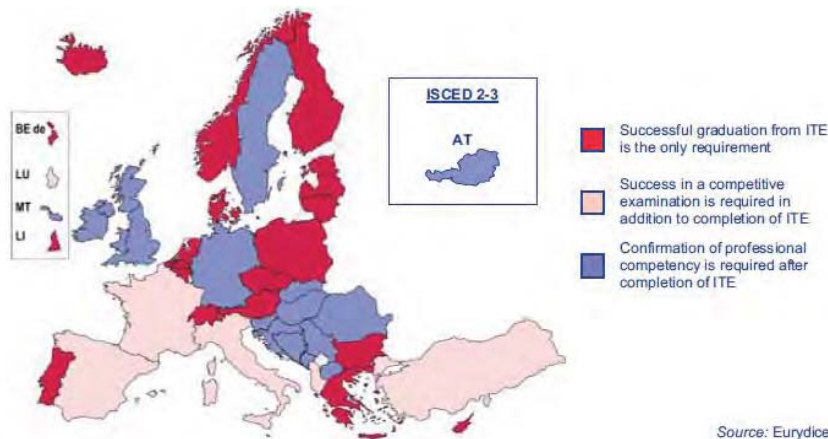 ISCED 2-3
AT
BE de
LU
MT
LI
Successful graduation from ITE
is the only requirement
Success in a competitive
examination is required in
addition to completion of ITE
Confirmation of professional
competency is required after
completion of ITE
Source: Eurydice